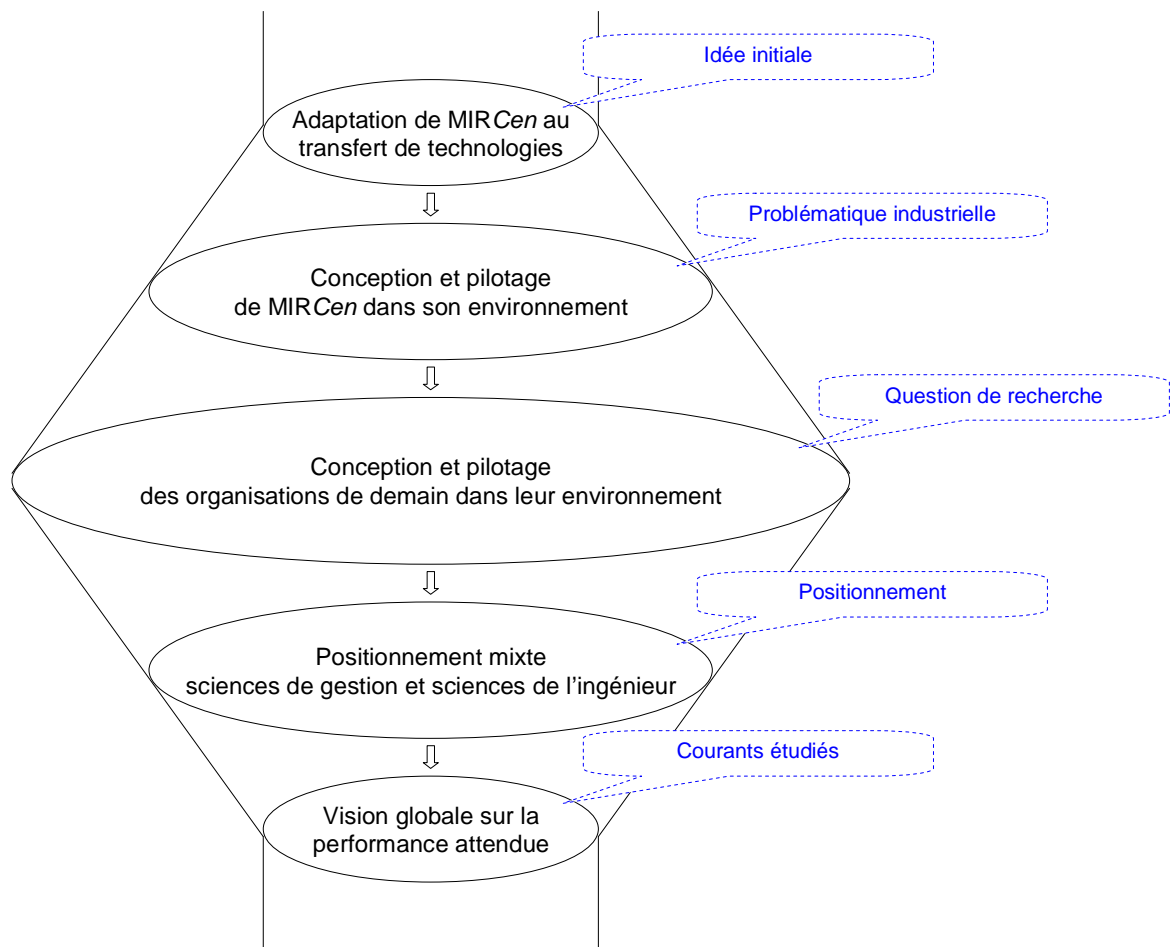 Idée initiale
Adaptation de MIRCen au
transfert de technologies
Problématique industrielle
Conception et pilotage
de MIRCen dans son environnement
Question de recherche
Conception et pilotage
des organisations de demain dans leur environnement
Positionnement
Positionnement mixte
sciences de gestion et sciences de l'ingénieur
Courants étudiés
Vision globale sur la
performance attendue